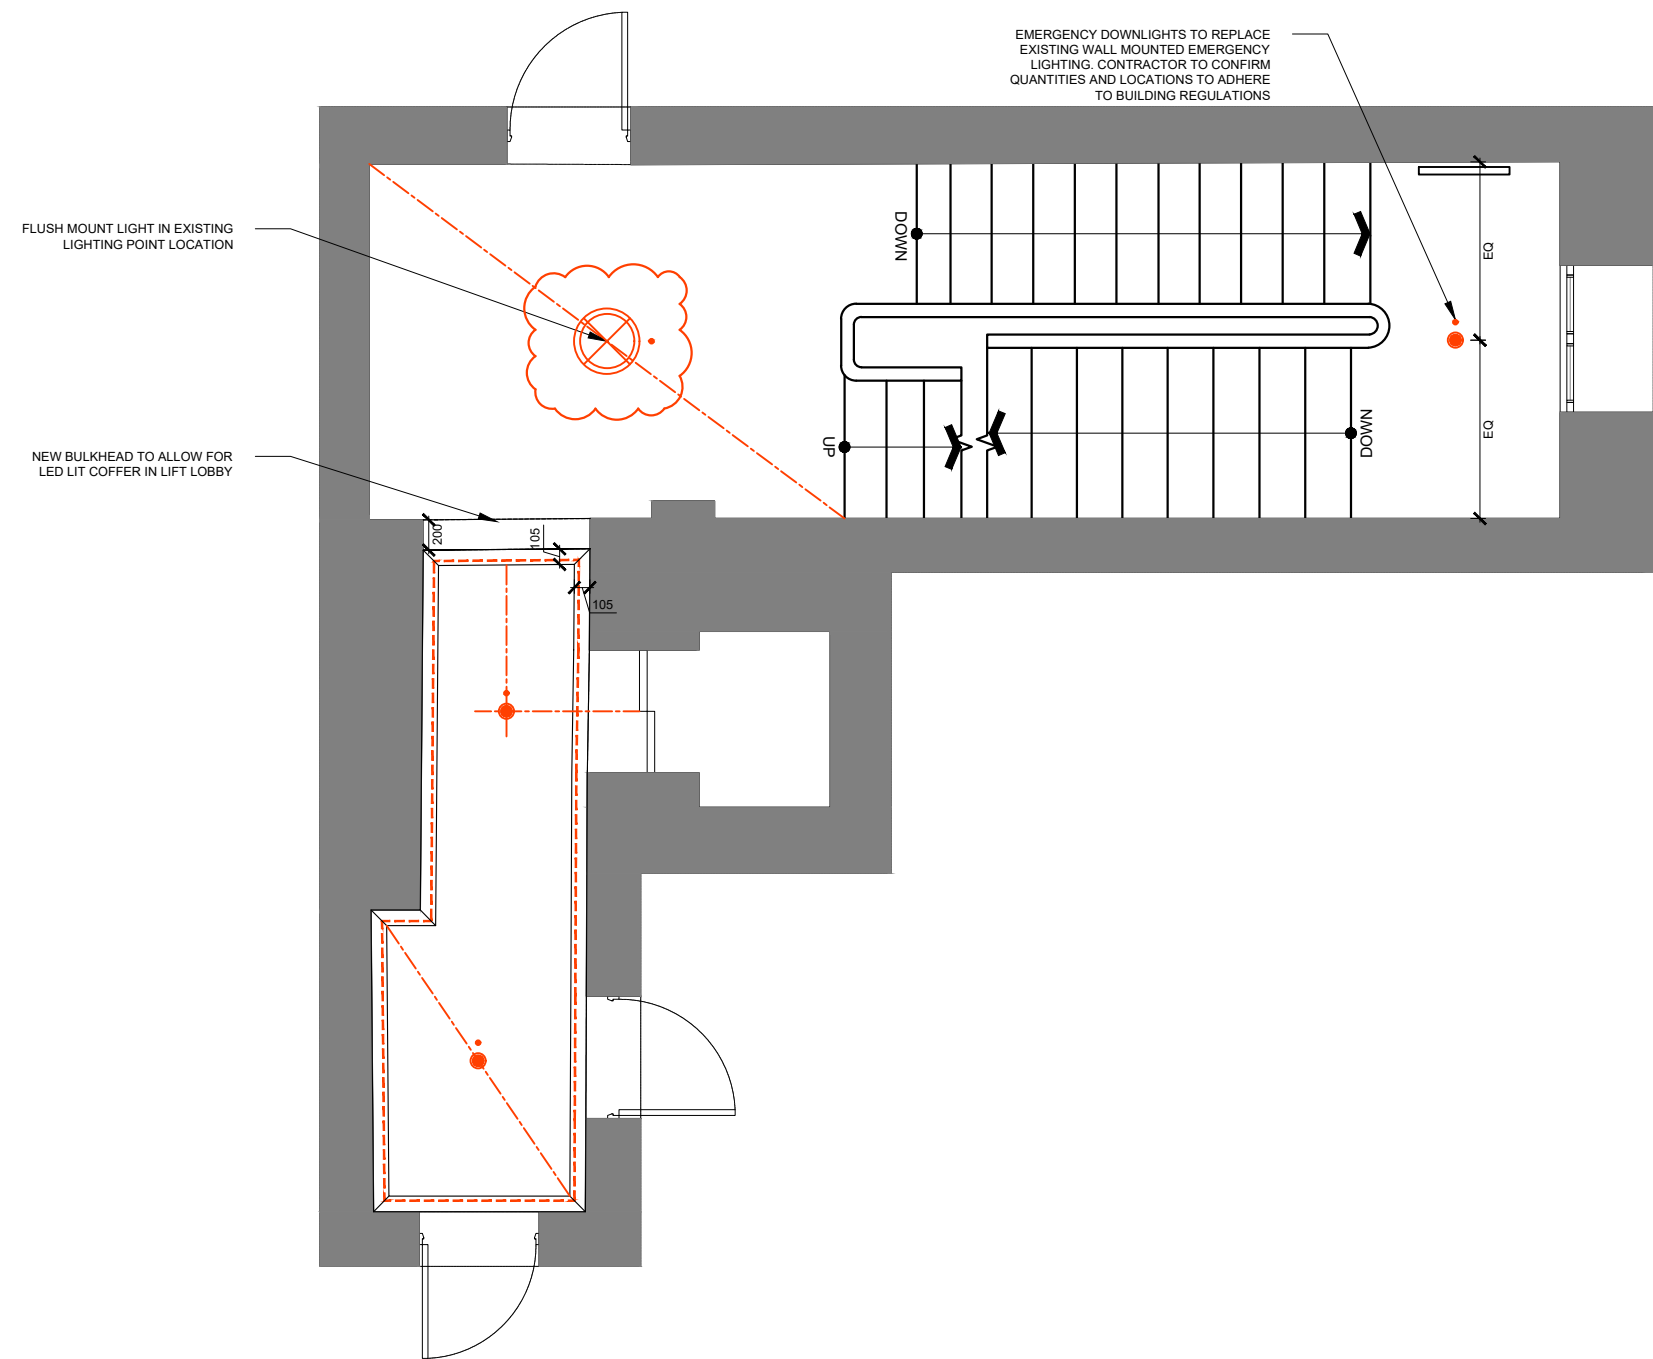 EMERGENCY DOWNLIGHTS TO REPLACE
EXISTING WALL MOUNTED EMERGENCY
LIGHTING. CONTRACTOR TO CONFIRM
QUANTITIES AND LOCATIONS TO ADHERE
TO BUILDING REGULATIONS
FLUSH MOUNT LIGHT IN EXISTING
LIGHTING POINT LOCATION
DOWN
EQ
UP
DOWN
EQ
NEW BULKHEAD TO ALLOW FOR
LED LIT COFFER IN LIFT LOBBY
200
105
105